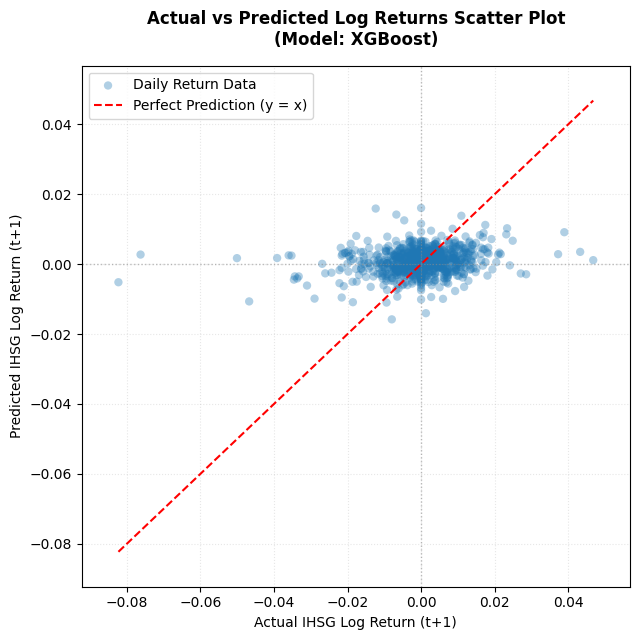 Actual vs Predicted Log Returns Scatter Plot
(Model: XGBoost)
Daily Return Data
Perfect Prediction (y = x)
Predicted IHSG Log Return (t+1)
0.04
0.02
0.00
−0.02
−0.04
−0.06
−0.08
−0.08
−0.06
−0.04
−0.02
0.00
0.02
0.04
Actual IHSG Log Return (t+1)